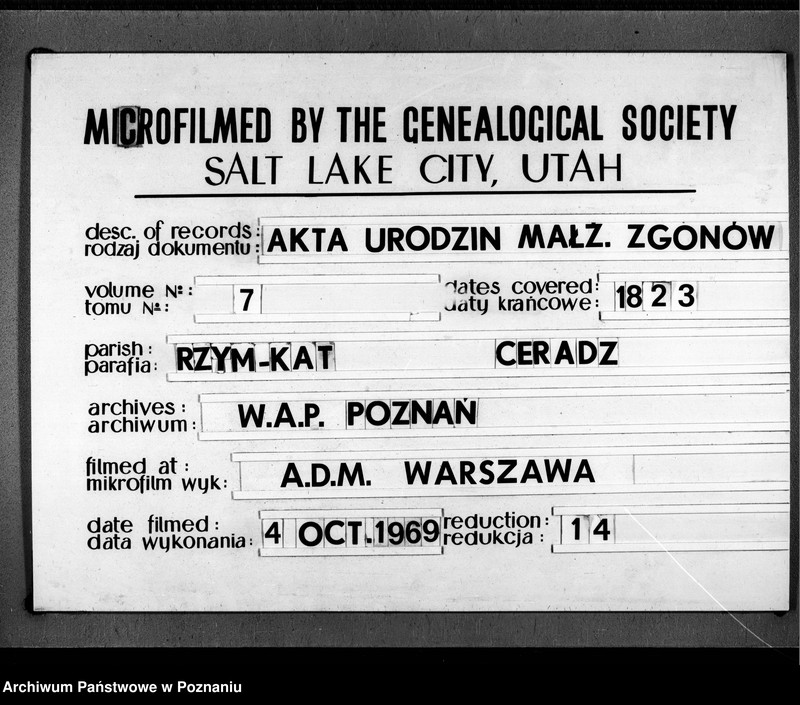 MICROFILMED BY THE GENEALOGICAL SOCIETY
SALT LAKE CITY, UTAH
desc. of records: AKTA URODZIN MAŁŻ. ZGONÓW
rodzaj dokumentu:
volume №: 7 dates covered: 1823
tomu №: daty krańcowe:
parish: RZYM-KAT CERADZ
parafia:
archives: W.A.P. POZNAŃ
archiwum:
filmed at: A.D.M. WARSZAWA
mikrofilm wyk:
date filmed: 4 OCT. 1969 reduction: 14
data wykonania: redukcja:
Archiwum Państwowe w Poznaniu